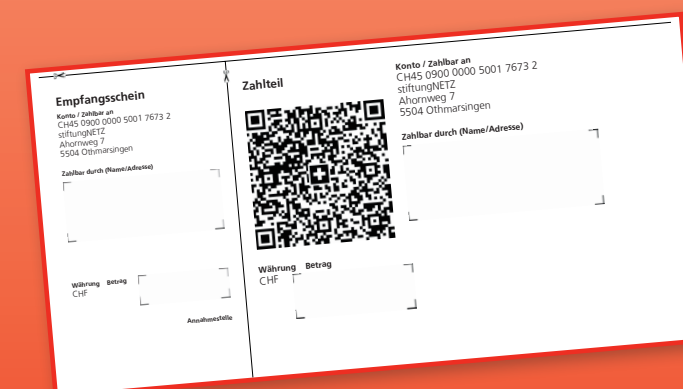 Empfangsschein
Konto / Zahlbar an
CH45 0900 0000 5001 7673 2
stiftungNETZ
Ahornweg 7
5504 Othmarsingen
Zahlbar durch (Name/Adresse)
Währung Betrag
CHF
Annahmestelle
Zahlteil
Währung Betrag
CHF
Konto / Zahlbar an
CH45 0900 0000 5001 7673 2
stiftungNETZ
Ahornweg 7
5504 Othmarsingen
Zahlbar durch (Name/Adresse)